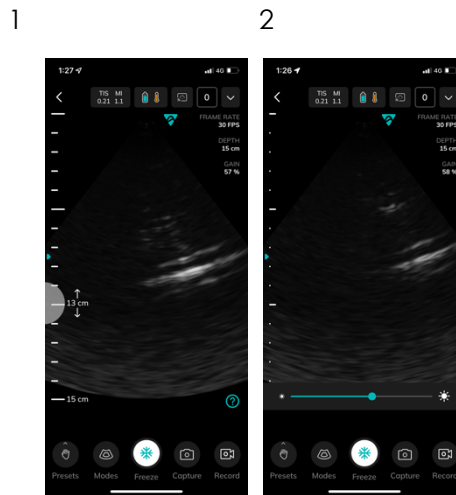 1
2
1:27
4G
TIS MI
0.21 1.1
0
FRAME RATE
30 FPS
DEPTH
15 cm
GAIN
57 %
13 cm
15 cm
?
Presets Modes Freeze Capture Record
1:26
4G
TIS MI
0.21 1.1
0
FRAME RATE
30 FPS
DEPTH
15 cm
GAIN
58 %
Presets Modes Freeze Capture Record